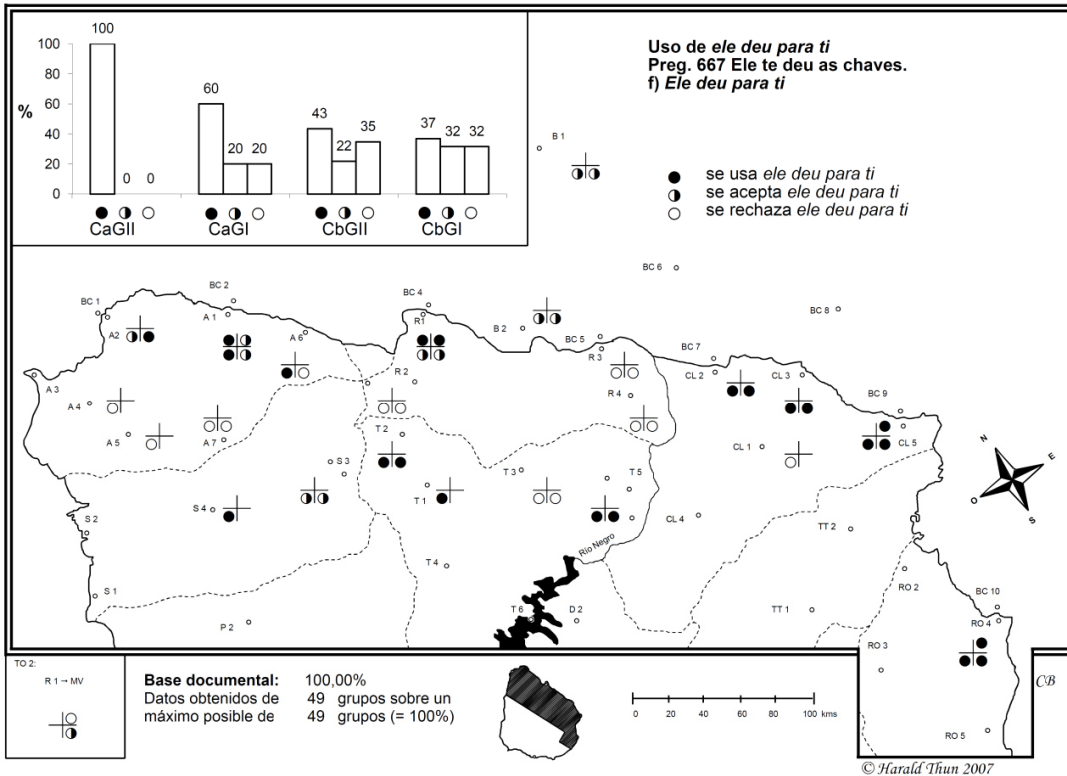 100
100
80
60
40
20
0
%
0
0
60
20
20
43
22
35
37
32
32
CaGII
CaGI
CbGII
CbGI
Uso de ele deu para ti
Preg. 667 Ele te deu as chaves.
f) Ele deu para ti
se usa ele deu para ti
se acepta ele deu para ti
se rechaza ele deu para ti
B 1
BC 6
BC 8
BC 2
BC 1
BC 4
A 1
A2
R1
B 2
A 6
BC 5
R 3
BC 7
CL 2
CL 3
A 3
R 2
A 4
R 4
BC 9
T 2
CL 5
A 5
A 7
CL 1
S 3
T 3
T 5
T 1
S 4
CL 4
S 2
TT 2
Río Negro
T 4
RO 2
S 1
BC 10
T 6
D 2
TT 1
P 2
RO 4
RO 3
RO 5
N
E
O
S
CB
TO 2:
R 1 → MV
Base documental: 100,00%
Datos obtenidos de 49 grupos sobre un
máximo posible de 49 grupos (= 100%)
0 20 40 60 80 100 kms
© Harald Thun 2007